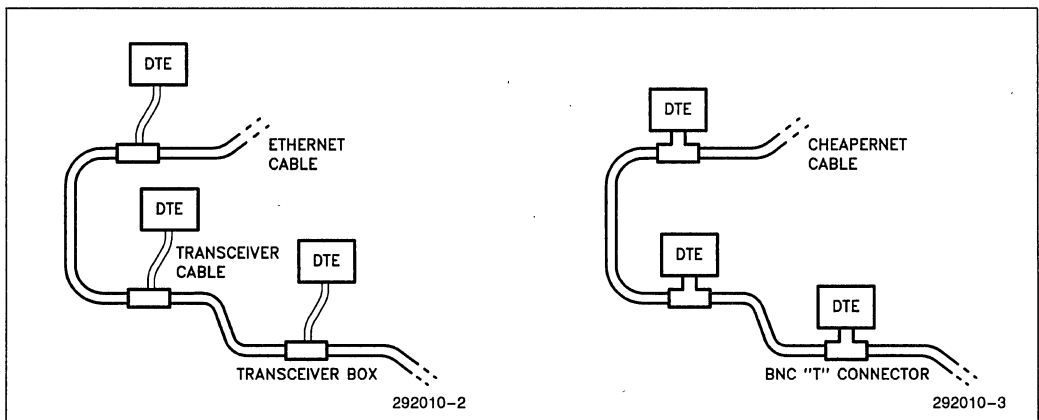 DTE
ETHERNET
CABLE
DTE
TRANSCEIVER
CABLE
DTE
TRANSCEIVER BOX
292010-2
DTE
CHEAPERNET
CABLE
DTE
DTE
BNC "T" CONNECTOR
292010-3